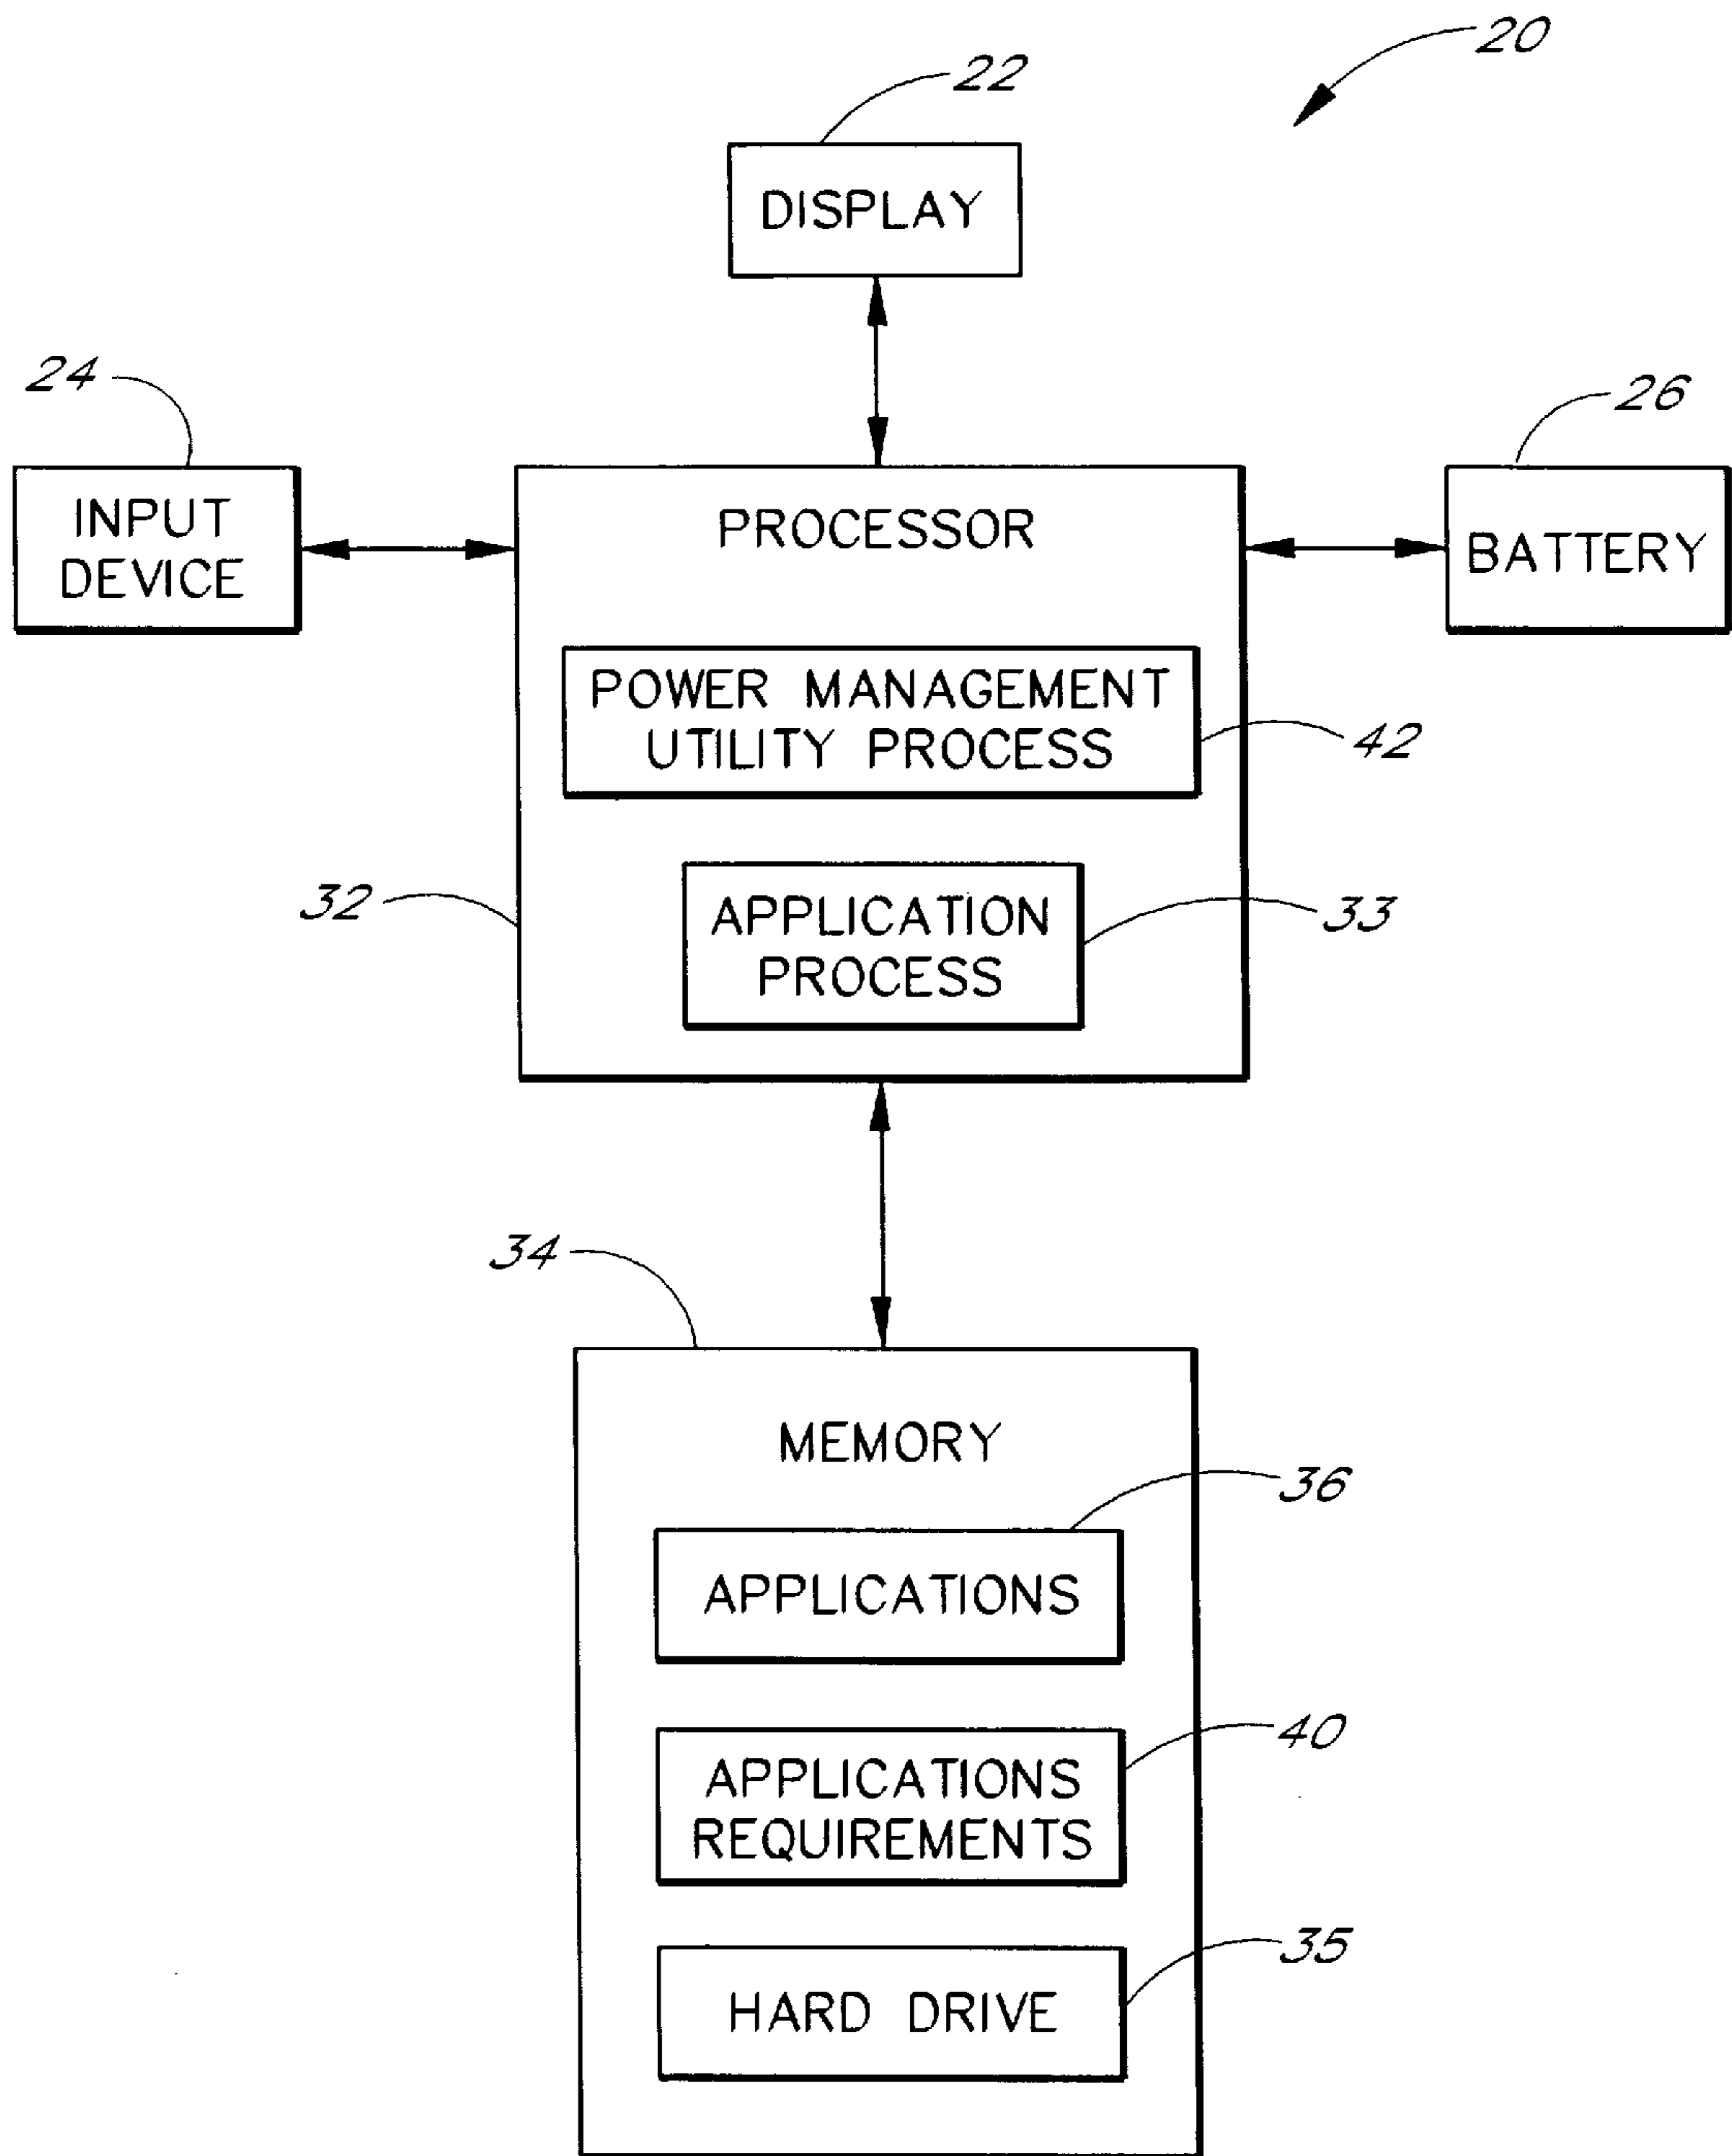 20
22
DISPLAY
24
26
INPUT
DEVICE
PROCESSOR
BATTERY
POWER MANAGEMENT
UTILITY PROCESS
42
32
APPLICATION
PROCESS
33
34
MEMORY
36
APPLICATIONS
40
APPLICATIONS
REQUIREMENTS
35
HARD DRIVE